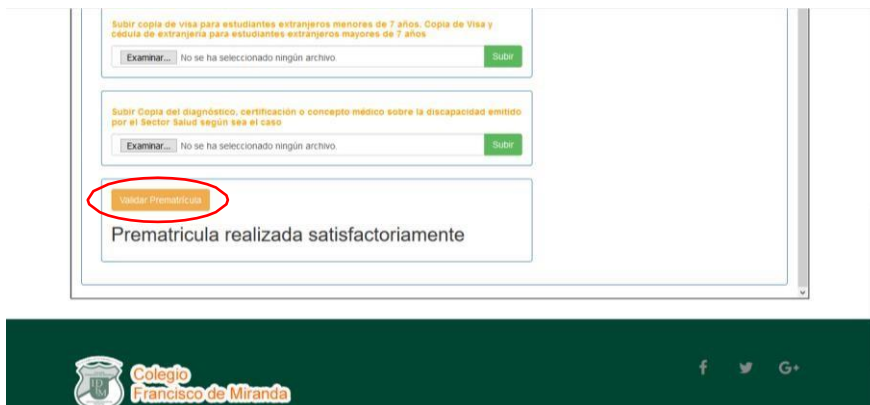 Subir copia de visa para estudiantes extranjeros menores de 7 años. Copia de Visa y
cédula de extranjería para estudiantes extranjeros mayores de 7 años
Examinar... No se ha seleccionado ningún archivo. Subir
Subir Copia del diagnóstico, certificación o concepto médico sobre la discapacidad emitido
por el Sector Salud según sea el caso
Examinar... No se ha seleccionado ningún archivo. Subir
Validar Prematrícula
Prematricula realizada satisfactoriamente
Colegio
Francisco de Miranda
f G+